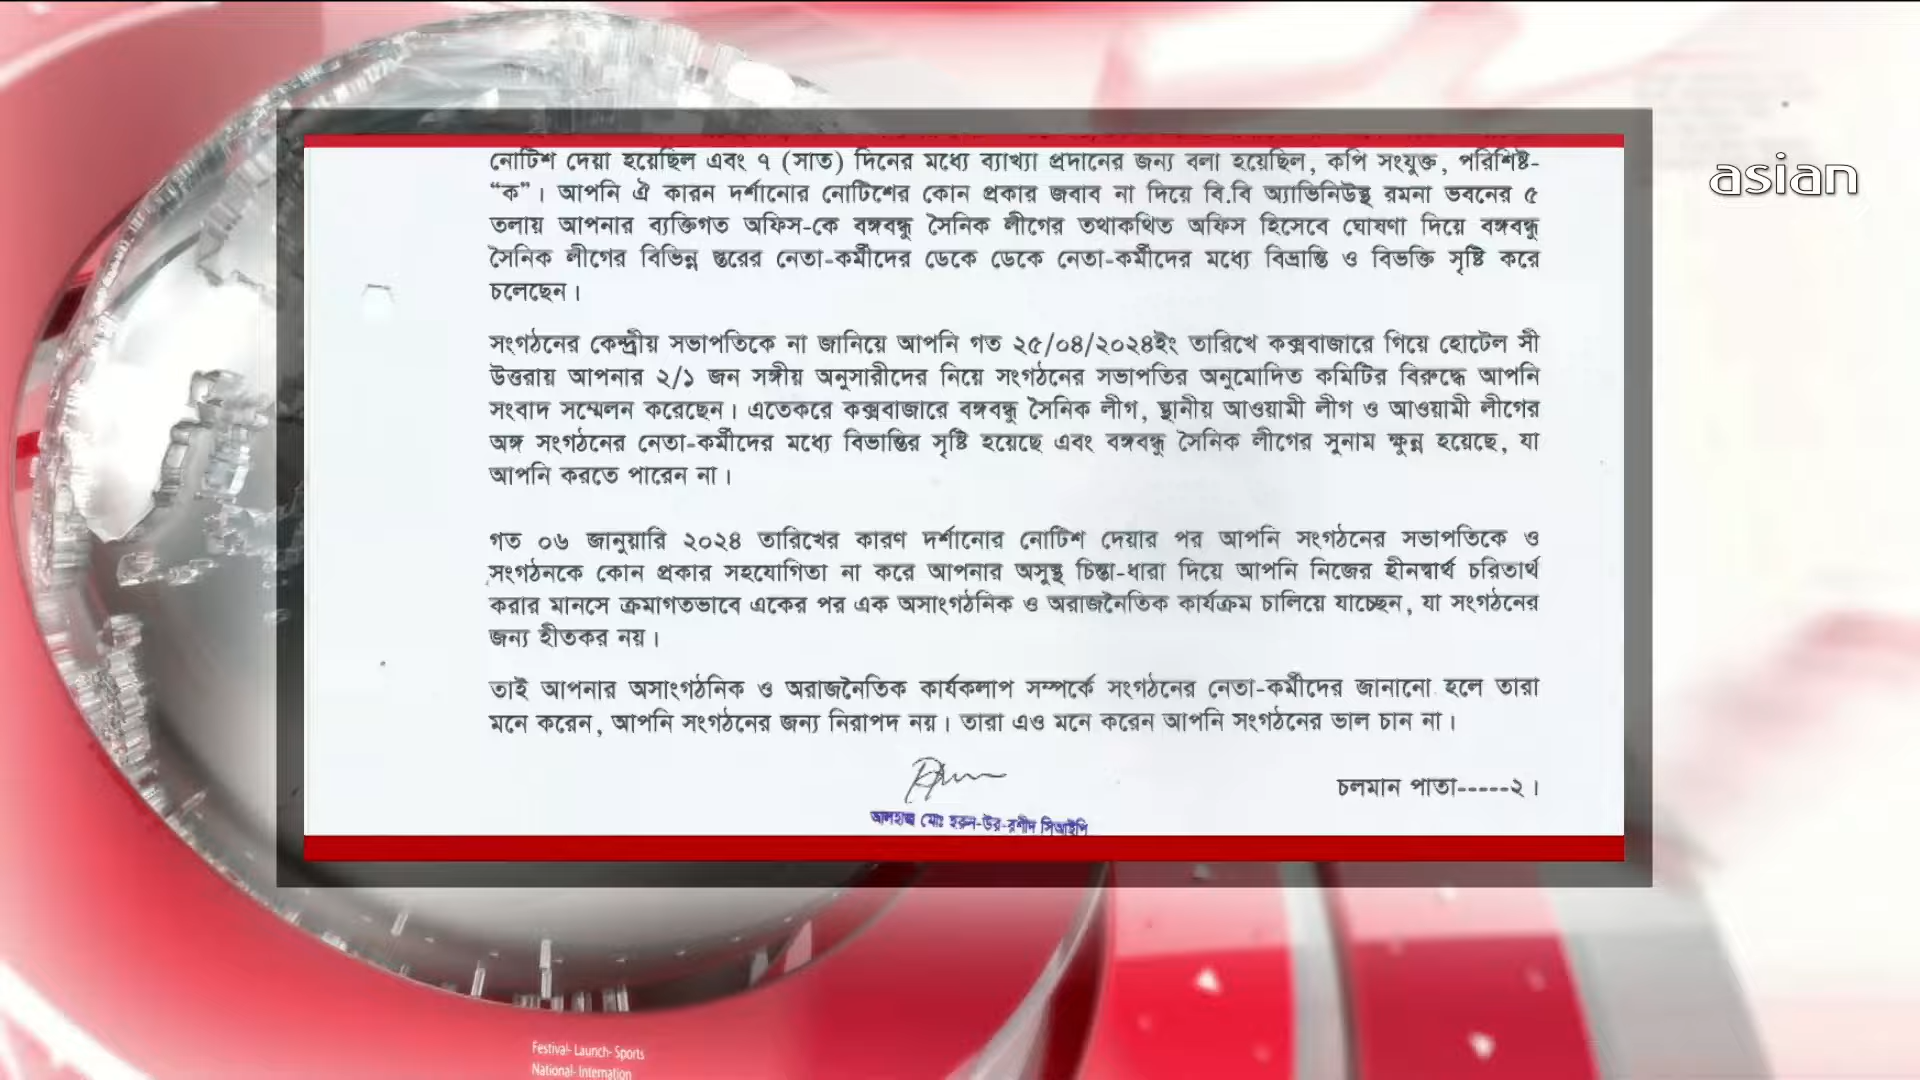 নোটিশ দেয়া হয়েছিল এবং ৭ (সাত) দিনের মধ্যে ব্যাখ্যা প্রদানের জন্য বলা হয়েছিল, কপি সংযুক্ত, পরিশিষ্ট-
“ক”। আপনি ঐ কারন দর্শানোর নোটিশের কোন প্রকার জবাব না দিয়ে বি.বি অ্যাভিনিউস্থ রমনা ভবনের ৫
তলায় আপনার ব্যক্তিগত অফিস-কে বঙ্গবন্ধু সৈনিক লীগের তথাকথিত অফিস হিসেবে ঘোষণা দিয়ে বঙ্গবন্ধু
সৈনিক লীগের বিভিন্ন স্তরের নেতা-কর্মীদের ডেকে ডেকে নেতা-কর্মীদের মধ্যে বিভ্রান্তি ও বিভক্তি সৃষ্টি করে
চলেছেন।
asian
সংগঠনের কেন্দ্রীয় সভাপতিকে না জানিয়ে আপনি গত ২৫/০৪/২০২৪ইং তারিখে কক্সবাজারে গিয়ে হোটেল সী
উত্তরায় আপনার ২/১ জন সঙ্গীয় অনুসারীদের নিয়ে সংগঠনের সভাপতির অনুমোদিত কমিটির বিরুদ্ধে আপনি
সংবাদ সম্মেলন করেছেন। এতেকরে কক্সবাজারে বঙ্গবন্ধু সৈনিক লীগ, স্থানীয় আওয়ামী লীগ ও আওয়ামী লীগের
অঙ্গ সংগঠনের নেতা-কর্মীদের মধ্যে বিভান্তির সৃষ্টি হয়েছে এবং বঙ্গবন্ধু সৈনিক লীগের সুনাম ক্ষুন্ন হয়েছে, যা
আপনি করতে পারেন না।
গত ০৬ জানুয়ারি ২০২৪ তারিখের কারণ দর্শানোর নোটিশ দেয়ার পর আপনি সংগঠনের সভাপতিকে ও
সংগঠনকে কোন প্রকার সহযোগিতা না করে আপনার অসুস্থ চিন্তা-ধারা দিয়ে আপনি নিজের হীনস্বার্থ চরিতার্থ
করার মানসে ক্রমাগতভাবে একের পর এক অসাংগঠনিক ও অরাজনৈতিক কার্যক্রম চালিয়ে যাচ্ছেন, যা সংগঠনের
জন্য হীতকর নয়।
তাই আপনার অসাংগঠনিক ও অরাজনৈতিক কার্যকলাপ সম্পর্কে সংগঠনের নেতা-কর্মীদের জানানো হলে তারা
মনে করেন, আপনি সংগঠনের জন্য নিরাপদ নয়। তারা এও মনে করেন আপনি সংগঠনের ভাল চান না।
চলমান পাতা-----২।
আলহাজ্ব মোঃ হরুন-উর-রশীদ সিআইপি
Festival- Launch- Sports
National- Internation